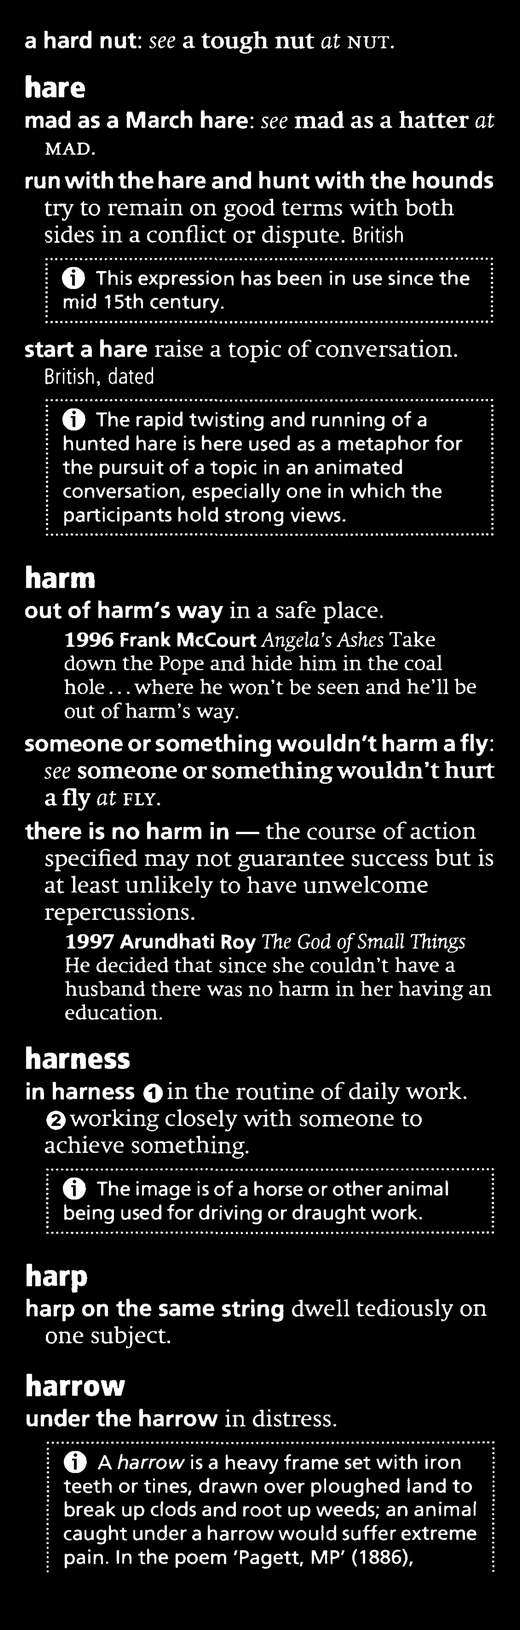 a hard nut: see a tough nut at NUT.
hare
mad as a March hare: see mad as a hatter at
MAD.
run with the hare and hunt with the hounds
try to remain on good terms with both
sides in a conflict or dispute. British
i This expression has been in use since the
mid 15th century.
start a hare raise a topic of conversation.
British, dated
i The rapid twisting and running of a
hunted hare is here used as a metaphor for
the pursuit of a topic in an animated
conversation, especially one in which the
participants hold strong views.
harm
out of harm's way in a safe place.
1996 Frank McCourt Angela's Ashes Take
down the Pope and hide him in the coal
hole...where he won't be seen and he'll be
out of harm's way.
someone or something wouldn't harm a fly:
see someone or something wouldn't hurt
a fly at FLY.
there is no harm in — the course of action
specified may not guarantee success but is
at least unlikely to have unwelcome
repercussions.
1997 Arundhati Roy The God of Small Things
He decided that since she couldn't have a
husband there was no harm in her having an
education.
harness
in harness ❶ in the routine of daily work.
❷ working closely with someone to
achieve something.
i The image is of a horse or other animal
being used for driving or draught work.
harp
harp on the same string dwell tediously on
one subject.
harrow
under the harrow in distress.
i A harrow is a heavy frame set with iron
teeth or tines, drawn over ploughed land to
break up clods and root up weeds; an animal
caught under a harrow would suffer extreme
pain. In the poem 'Pagett, MP' (1886),